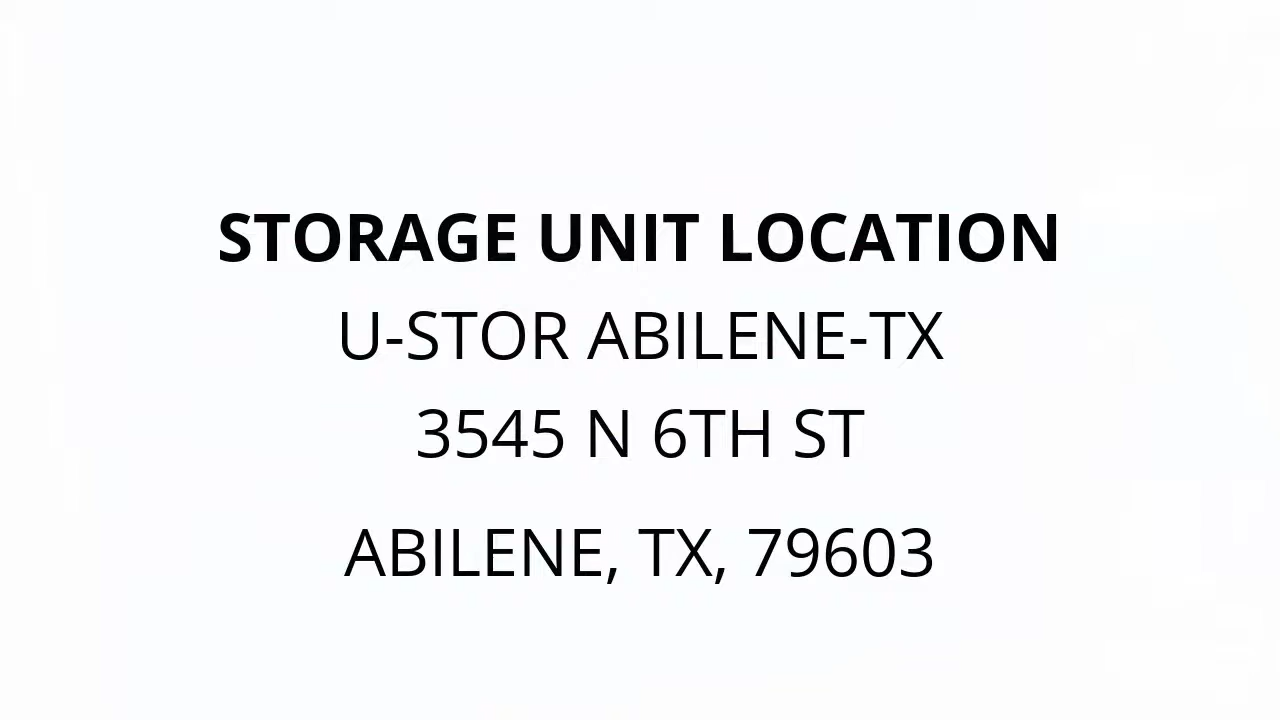 STORAGE UNIT LOCATION
U-STOR ABILENE-TX
3545 N 6TH ST
ABILENE, TX, 79603